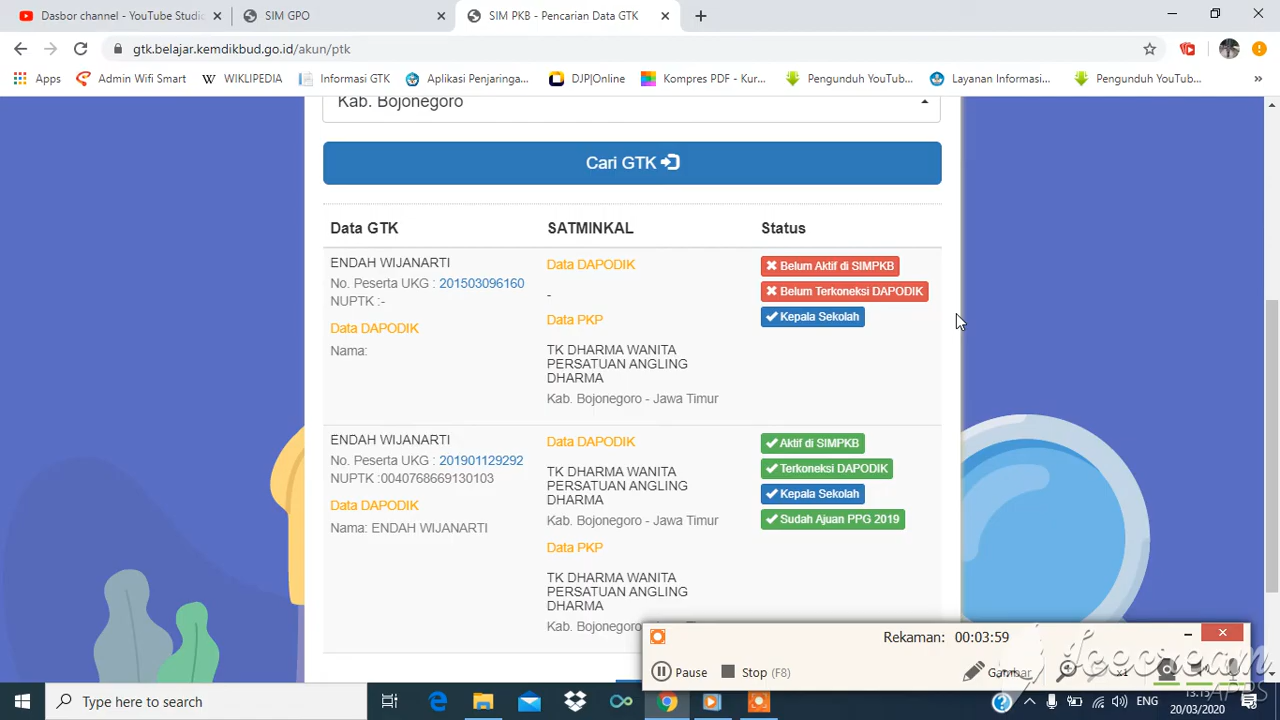 Dasbor channel - YouTube Studio
SIM GPO
SIM PKB - Pencarian Data GTK
gtk.belajar.kemdikbud.go.id/akun/ptk
Apps
Admin Wifi Smart
WIKLIPEDIA
Informasi GTK
Aplikasi Penjaringa...
DJP|Online
Kompres PDF - Kur...
Pengunduh YouTub...
Layanan Informasi...
Pengunduh YouTub...
Kab. Bojonegoro
Cari GTK
Data GTK SATMINKAL Status
ENDAH WIJANARTI
No. Peserta UKG : 201503096160
NUPTK :-
Data DAPODIK
Nama:
Data DAPODIK
-
Data PKP
TK DHARMA WANITA
PERSATUAN ANGLING
DHARMA
Kab. Bojonegoro - Jawa Timur
Belum Aktif di SIMPKB
Belum Terkoneksi DAPODIK
Kepala Sekolah
ENDAH WIJANARTI
No. Peserta UKG : 201901129292
NUPTK :0040768669130103
Data DAPODIK
Nama: ENDAH WIJANARTI
Data DAPODIK
TK DHARMA WANITA
PERSATUAN ANGLING
DHARMA
Kab. Bojonegoro - Jawa Timur
Data PKP
TK DHARMA WANITA
PERSATUAN ANGLING
DHARMA
Kab. Bojonegoro
Aktif di SIMPKB
Terkoneksi DAPODIK
Kepala Sekolah
Sudah Ajuan PPG 2019
Rekaman: 00:03:59
Pause
Stop (F8)
Gambar
x1
icecream
APPS
Type here to search
ENG
13.15
20/03/2020